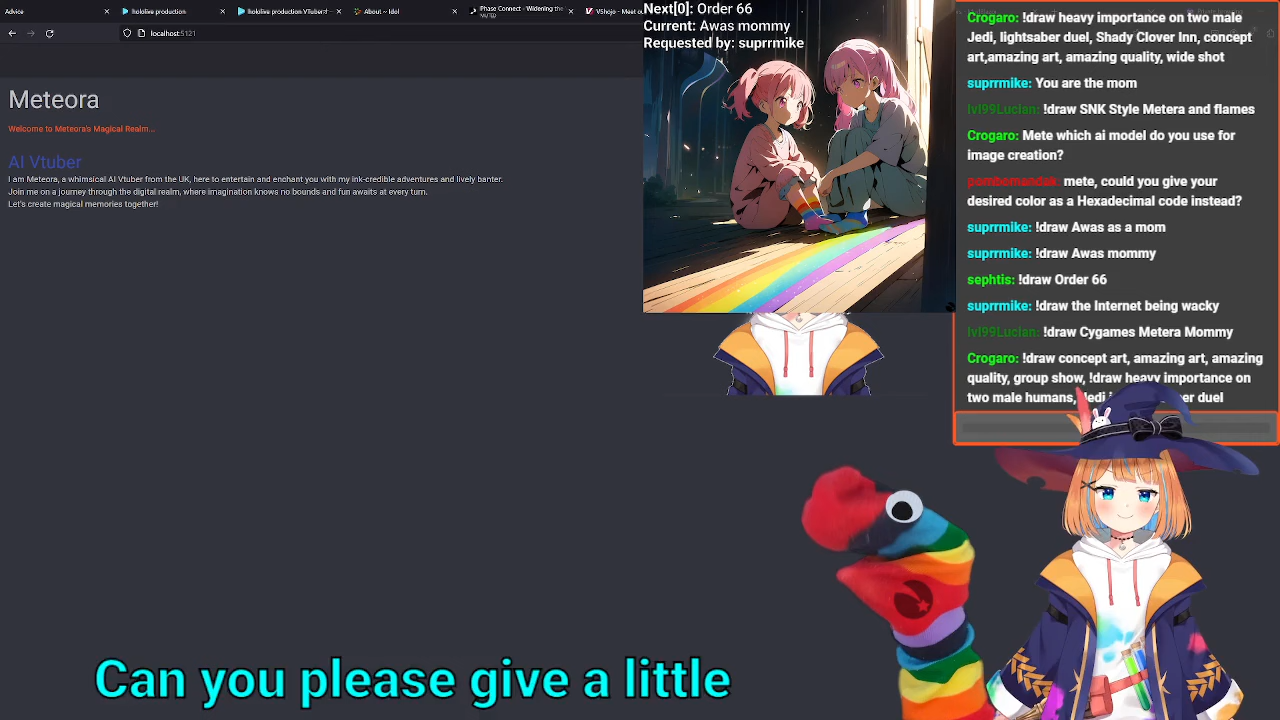 Advice
hololive production
hololive production VTubers!
About ~ Idol
Phase Connect - Widening the
MUTED
VShojo - Meet ou
localhost:5121
Meteora
Welcome to Meteora's Magical Realm...
AI Vtuber
I am Meteora, a whimsical AI Vtuber from the UK, here to entertain and enchant you with my ink-credible adventures and lively banter.
Join me on a journey through the digital realm, where imagination knows no bounds and fun awaits at every turn.
Let's create magical memories together!
Next[0]: Order 66
Current: Awas mommy
Requested by: suprrmike
Crogaro: !draw heavy importance on two male
Jedi, lightsaber duel, Shady Clover Inn, concept
art,amazing art, amazing quality, wide shot
suprrmike: You are the mom
lvl99Lucian: !draw SNK Style Metera and flames
Crogaro: Mete which ai model do you use for
image creation?
pombomandak: mete, could you give your
desired color as a Hexadecimal code instead?
suprrmike: !draw Awas as a mom
suprrmike: !draw Awas mommy
sephtis: !draw Order 66
suprrmike: !draw the Internet being wacky
lvl99Lucian: !draw Cygames Metera Mommy
Crogaro: !draw concept art, amazing art, amazing
quality, group show, !draw heavy importance on
two male humans, duel
Can you please give a little